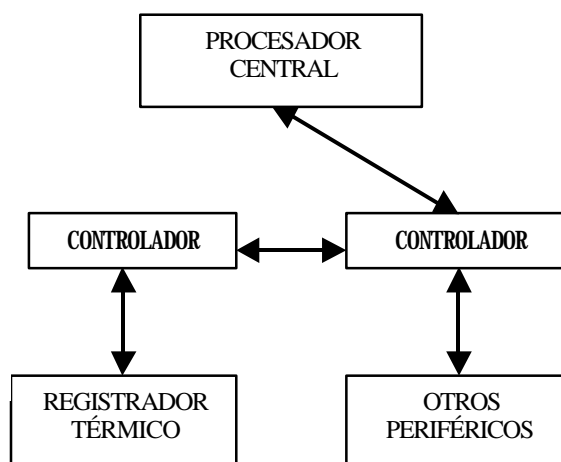 PROCESADOR
CENTRAL
CONTROLADOR
CONTROLADOR
REGISTRADOR
TÉRMICO
OTROS
PERIFÉRICOS